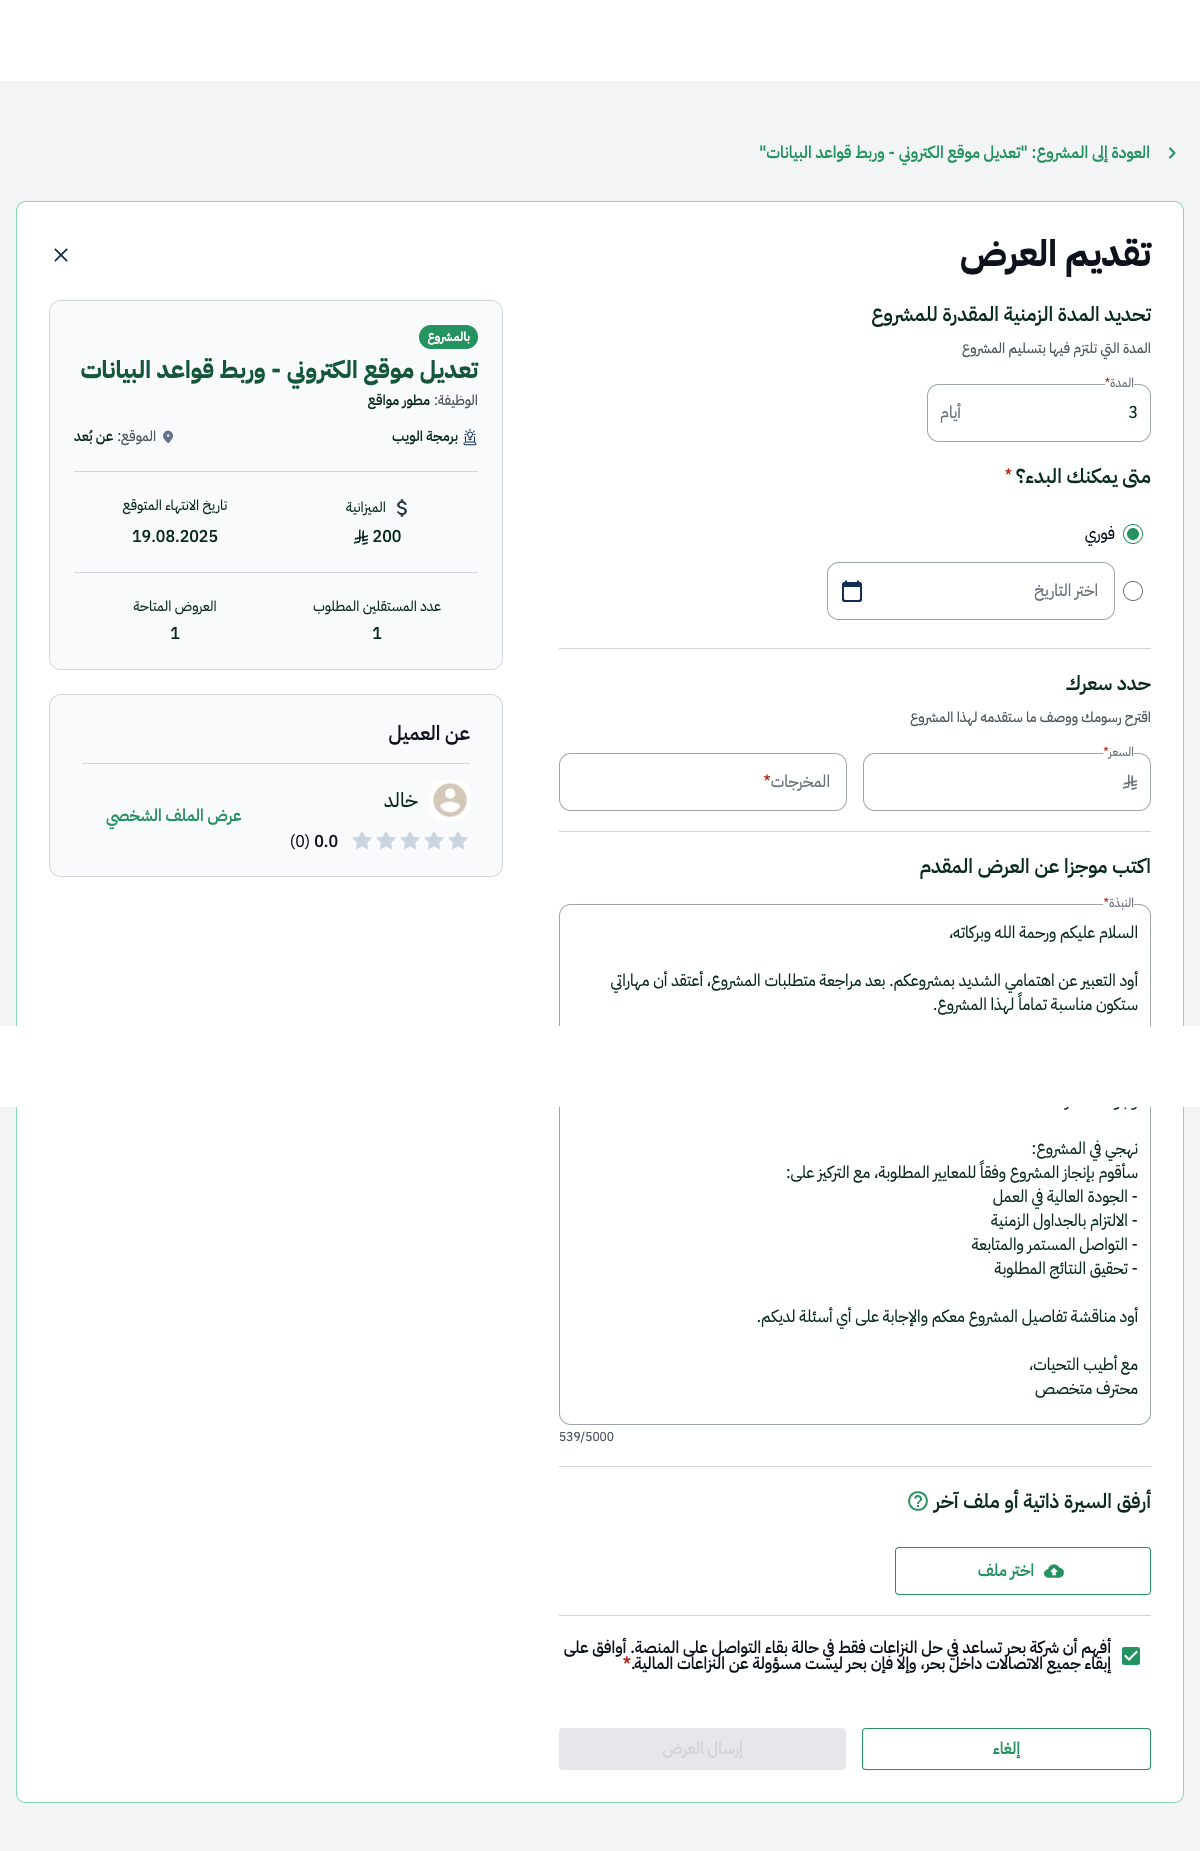 العودة إلى المشروع: "تعديل موقع الكتروني - وربط قواعد البيانات"
تقديم العرض
تحديد المدة الزمنية المقدرة للمشروع
المدة التي تلتزم فيها بتسليم المشروع
المدة*
3 أيام
متى يمكنك البدء؟ *
فوري
اختر التاريخ
حدد سعرك
اقترح رسومك ووصف ما ستقدمه لهذا المشروع
السعر*
المخرجات*
اكتب موجزا عن العرض المقدم
النبذة*
السلام عليكم ورحمة الله وبركاته،
أود التعبير عن اهتمامي الشديد بمشروعكم. بعد مراجعة متطلبات المشروع، أعتقد أن مهاراتي
ستكون مناسبة تماماً لهذا المشروع.
نهجي في المشروع:
سأقوم بإنجاز المشروع وفقاً للمعايير المطلوبة، مع التركيز على:
- الجودة العالية في العمل
- الالتزام بالجداول الزمنية
- التواصل المستمر والمتابعة
- تحقيق النتائج المطلوبة
أود مناقشة تفاصيل المشروع معكم والإجابة على أي أسئلة لديكم.
مع أطيب التحيات،
محترف متخصص
539/5000
أرفق السيرة ذاتية أو ملف آخر
اختر ملف
أفهم أن شركة بحر تساعد في حل النزاعات فقط في حالة بقاء التواصل على المنصة. أوافق على
إبقاء جميع الاتصالات داخل بحر، وإلا فإن بحر ليست مسؤولة عن النزاعات المالية.*
إلغاء
إرسال العرض
بالمشروع
تعديل موقع الكتروني - وربط قواعد البيانات
الوظيفة: مطور مواقع
برمجة الويب
الموقع: عن بُعد
الميزانية
200
تاريخ الانتهاء المتوقع
19.08.2025
عدد المستقلين المطلوب
1
العروض المتاحة
1
عن العميل
خالد
0.0 (0)
عرض الملف الشخصي